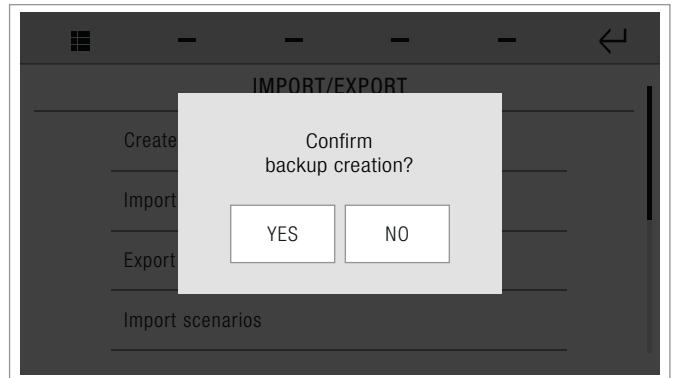 IMPORT/EXPORT
Create
Confirm
backup creation?
Import
YES NO
Export
Import scenarios